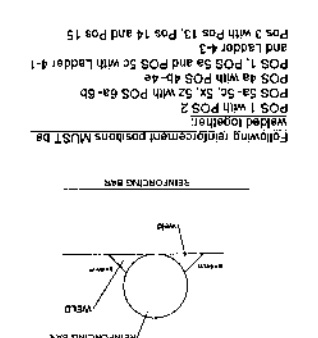 REINFORCING BAR
WELD
weld
REINFORCING BAR
Following reinforcement positions MUST be
welded together:
POS 1 with POS 2
POS 5a- 5c, 5x, 5z with POS 6a- 6b
POS 4a with POS 4b-4e
POS 1, POS 5a and POS 5c with Ladder 4-1
and Ladder 4-3
Pos 3 with Pos 13, Pos 14 and Pos 15